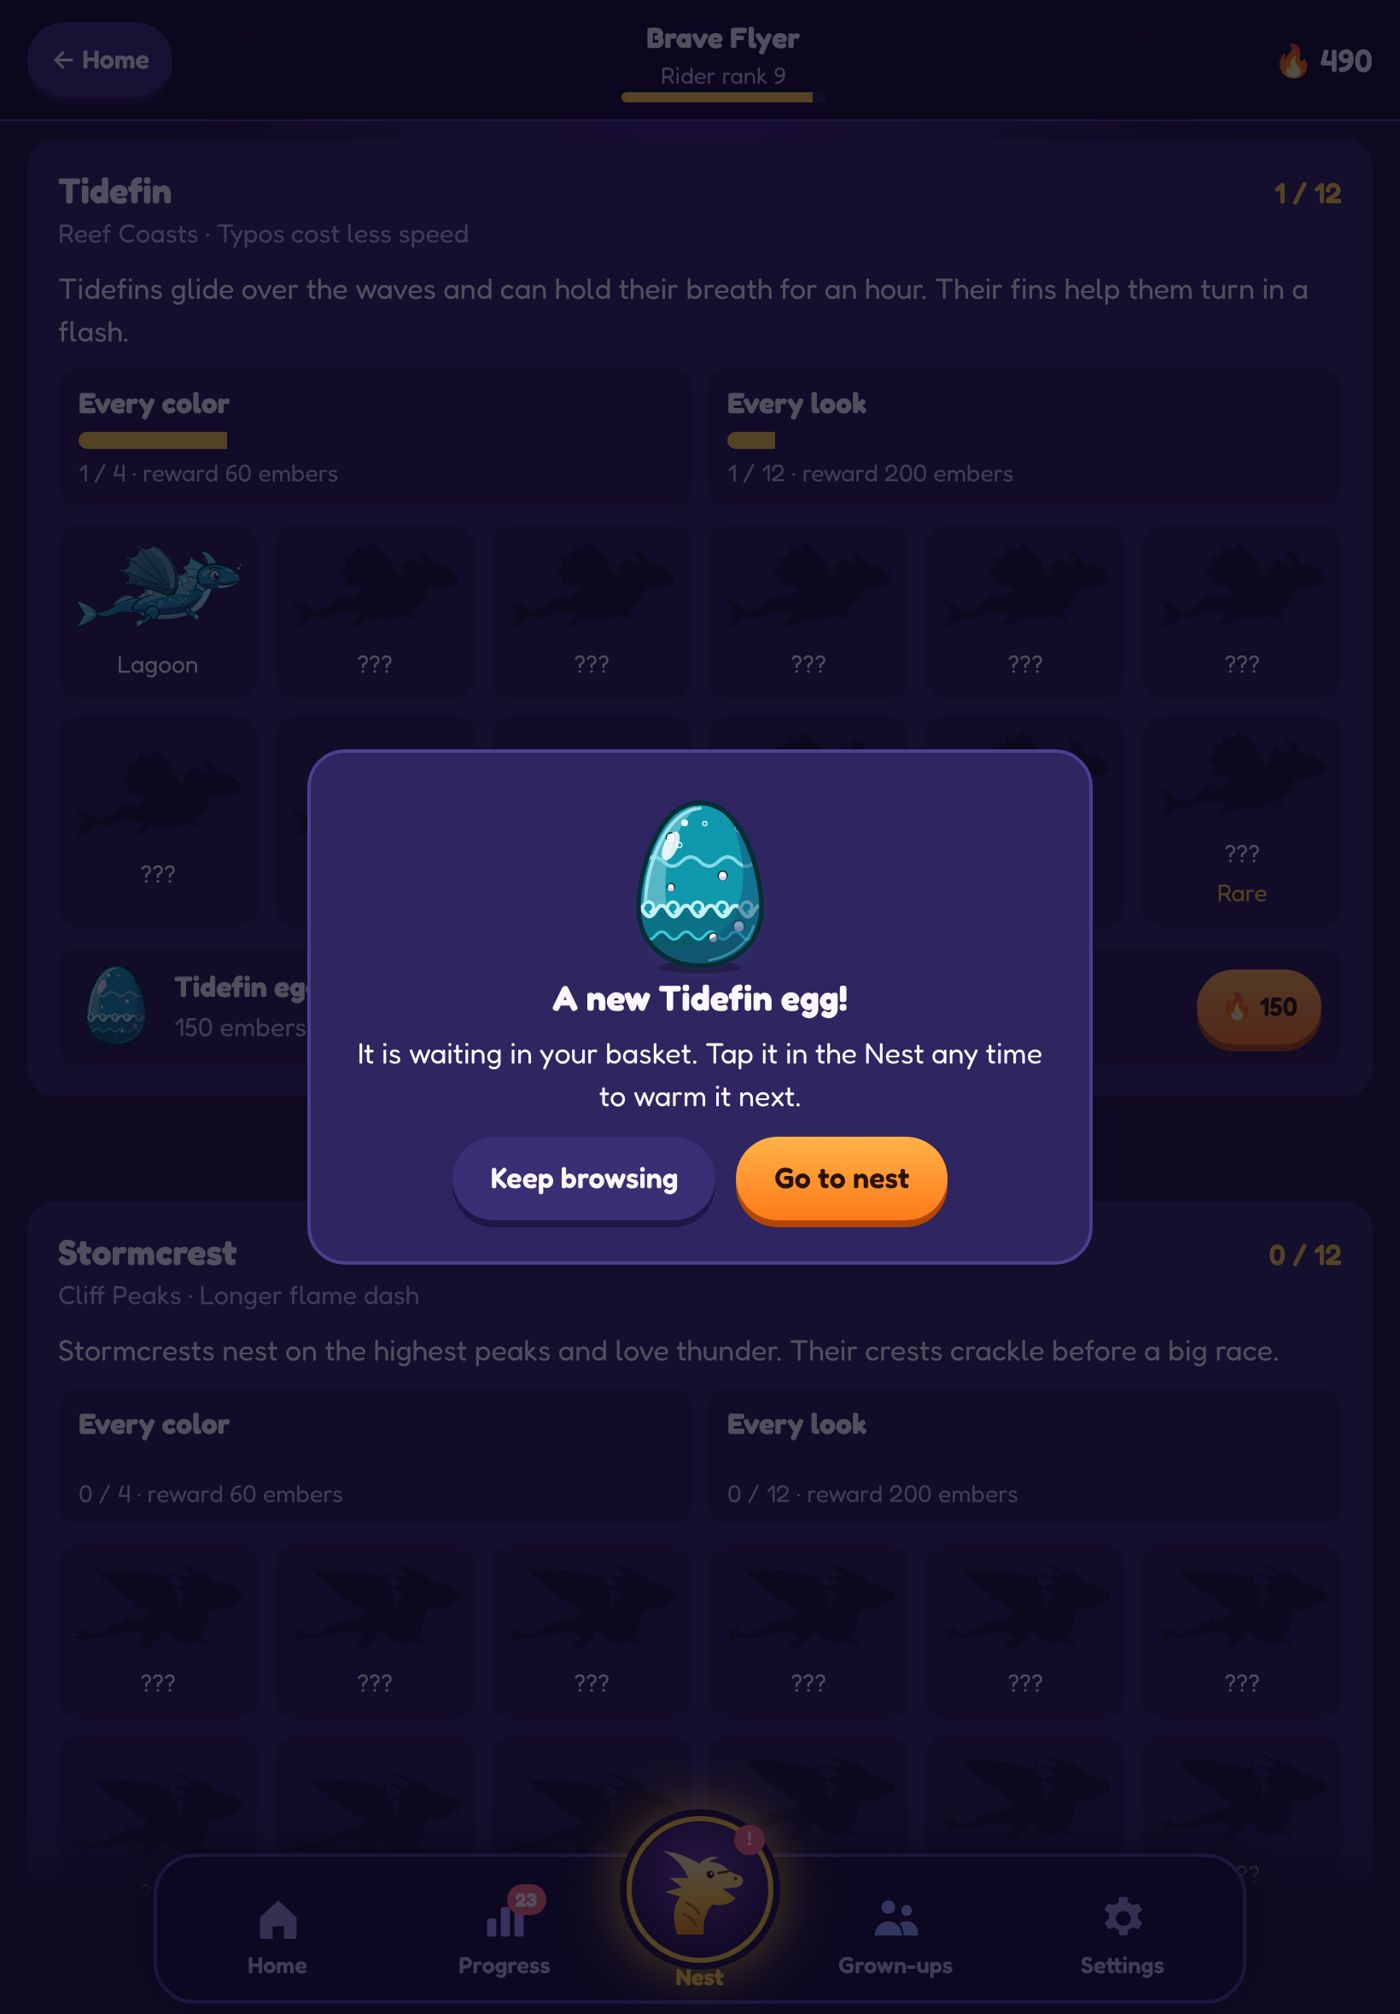 ← Home
Brave Flyer
Rider rank 9
490
Tidefin
1 / 12
Reef Coasts · Typos cost less speed
Tidefins glide over the waves and can hold their breath for an hour. Their fins help them turn in a
flash.
Every color
1 / 4 · reward 60 embers
Every look
1 / 12 · reward 200 embers
Lagoon
???
???
???
???
???
???
???
Rare
A new Tidefin egg!
It is waiting in your basket. Tap it in the Nest any time
to warm it next.
Keep browsing
Go to nest
Tidefin
150 embers
150
Stormcrest
0 / 12
Cliff Peaks · Longer flame dash
Stormcrests nest on the highest peaks and love thunder. Their crests crackle before a big race.
Every color
0 / 4 · reward 60 embers
Every look
0 / 12 · reward 200 embers
???
???
???
???
???
???
!
23
Home
Progress
Nest
Grown-ups
Settings